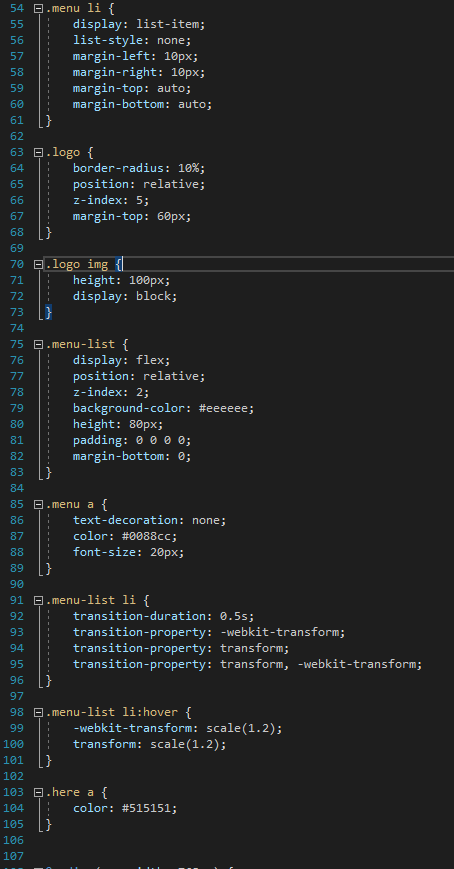 54 .menu li {
55 display: list-item;
56 list-style: none;
57 margin-left: 10px;
58 margin-right: 10px;
59 margin-top: auto;
60 margin-bottom: auto;
61 }
62
63 .logo {
64 border-radius: 10%;
65 position: relative;
66 z-index: 5;
67 margin-top: 60px;
68 }
69
70 .logo img {
71 height: 100px;
72 display: block;
73 }
74
75 .menu-list {
76 display: flex;
77 position: relative;
78 z-index: 2;
79 background-color: #eeeeee;
80 height: 80px;
81 padding: 0 0 0 0;
82 margin-bottom: 0;
83 }
84
85 .menu a {
86 text-decoration: none;
87 color: #0088cc;
88 font-size: 20px;
89 }
90
91 .menu-list li {
92 transition-duration: 0.5s;
93 transition-property: -webkit-transform;
94 transition-property: transform;
95 transition-property: transform, -webkit-transform;
96 }
97
98 .menu-list li:hover {
99 -webkit-transform: scale(1.2);
100 transform: scale(1.2);
101 }
102
103 .here a {
104 color: #515151;
105 }
106
107